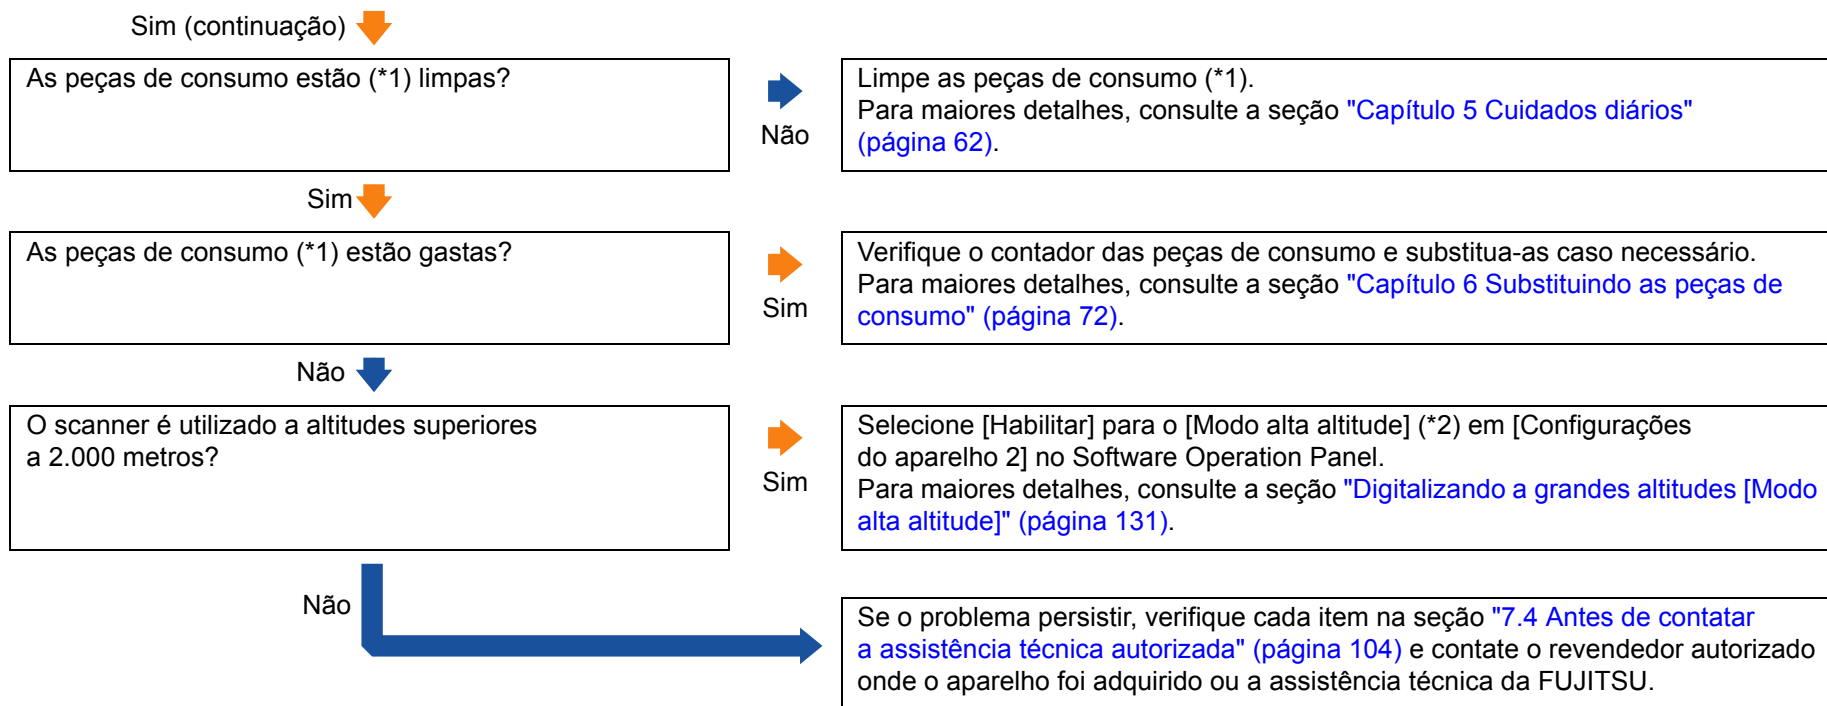 Sim (continuação)
As peças de consumo estão (*1) limpas?
Não
Limpe as peças de consumo (*1).
Para maiores detalhes, consulte a seção "Capítulo 5 Cuidados diários"
(página 62).
Sim
As peças de consumo (*1) estão gastas?
Sim
Verifique o contador das peças de consumo e substitua-as caso necessário.
Para maiores detalhes, consulte a seção "Capítulo 6 Substituindo as peças de
consumo" (página 72).
Não
O scanner é utilizado a altitudes superiores
a 2.000 metros?
Sim
Selecione [Habilitar] para o [Modo alta altitude] (*2) em [Configurações
do aparelho 2] no Software Operation Panel.
Para maiores detalhes, consulte a seção "Digitalizando a grandes altitudes [Modo
alta altitude]" (página 131).
Não
Se o problema persistir, verifique cada item na seção "7.4 Antes de contatar
a assistência técnica autorizada" (página 104) e contate o revendedor autorizado
onde o aparelho foi adquirido ou a assistência técnica da FUJITSU.